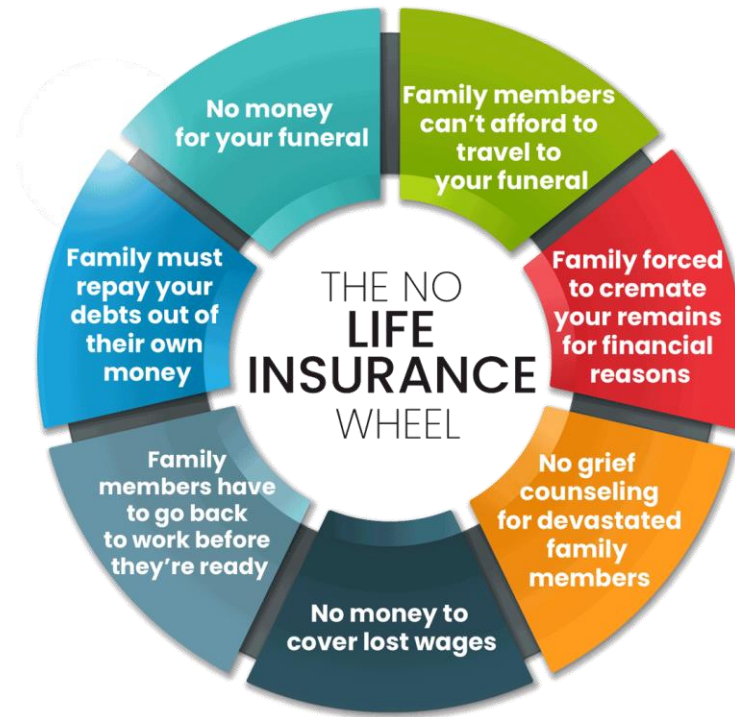 THE NO
LIFE
INSURANCE
WHEEL
No money
for your funeral
Family members
can't afford to
travel to
your funeral
Family forced
to cremate
your remains
for financial
reasons
No grief
counseling
for devastated
family
members
No money to
cover lost wages
Family
members have
to go back
to work before
they're ready
Family must
repay your
debts out of
their own
money